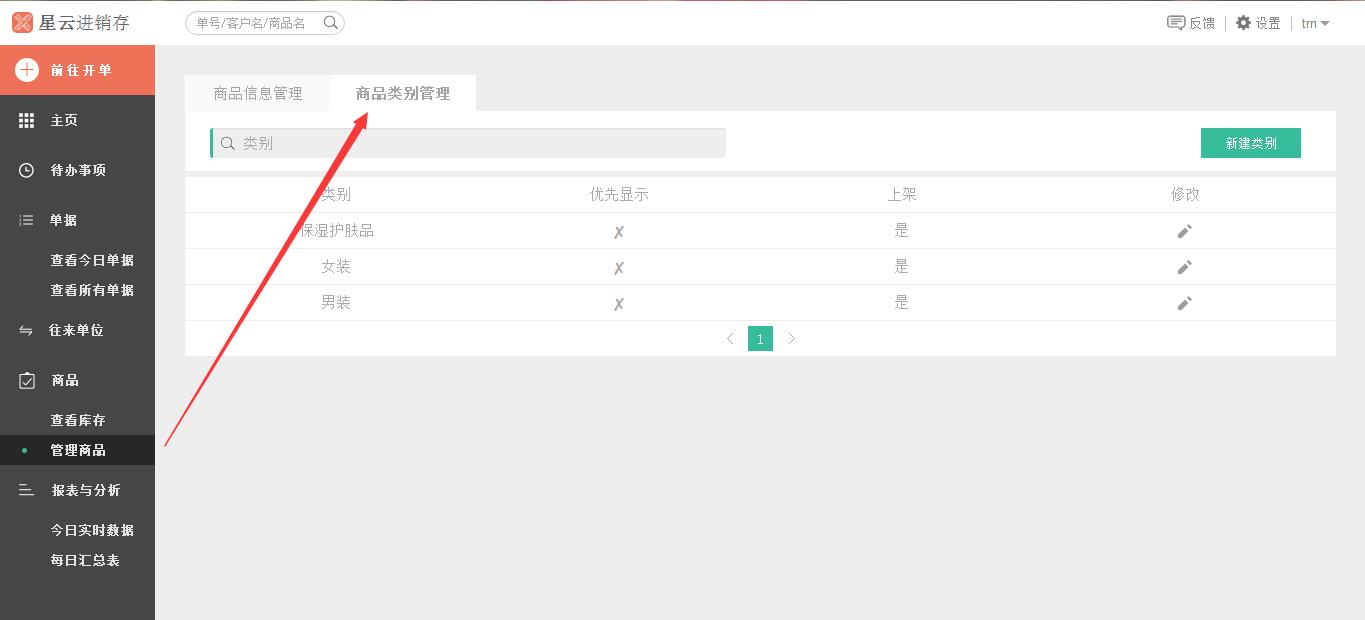 星云进销存
单号/客户名/商品名
反馈
设置
trn
前往开单
主页
待办事项
单据
查看今日单据
查看所有单据
往来单位
商品
查看库存
管理商品
报表与分析
今日实时数据
每日汇总表
商品信息管理 商品类别管理
类别
新建类别
类别 优先显示 上架 修改
保湿护肤品 ✗ 是
女装 ✗ 是
男装 ✗ 是
< 1 >